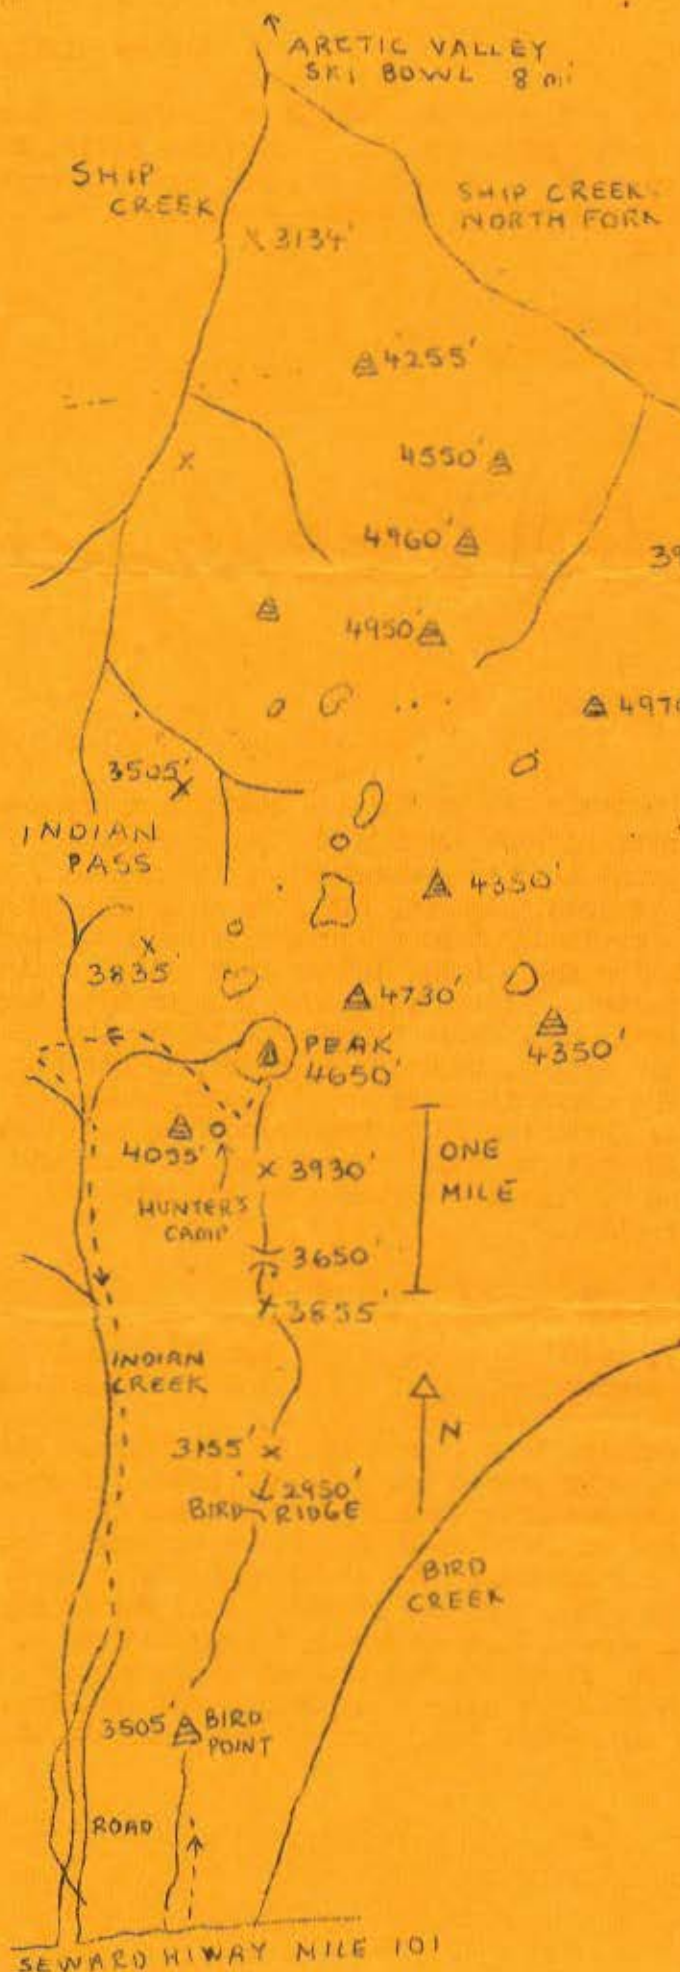 ARCTIC VALLEY
SKI BOWL 8 mi
SHIP
CREEK
SHIP CREEK
NORTH FORK
3134'
4255'
4550'
4960'
4950'
4970
3505'
INDIAN
PASS
4350'
3835'
4730'
4350'
PEAK
4650'
4055'
HUNTER'S
CAMP
3930'
ONE
MILE
3650'
3855'
INDIAN
CREEK
3155'
2950'
BIRD RIDGE
N
BIRD
CREEK
3505'
BIRD
POINT
ROAD
SEWARD HIWAY MILE 101